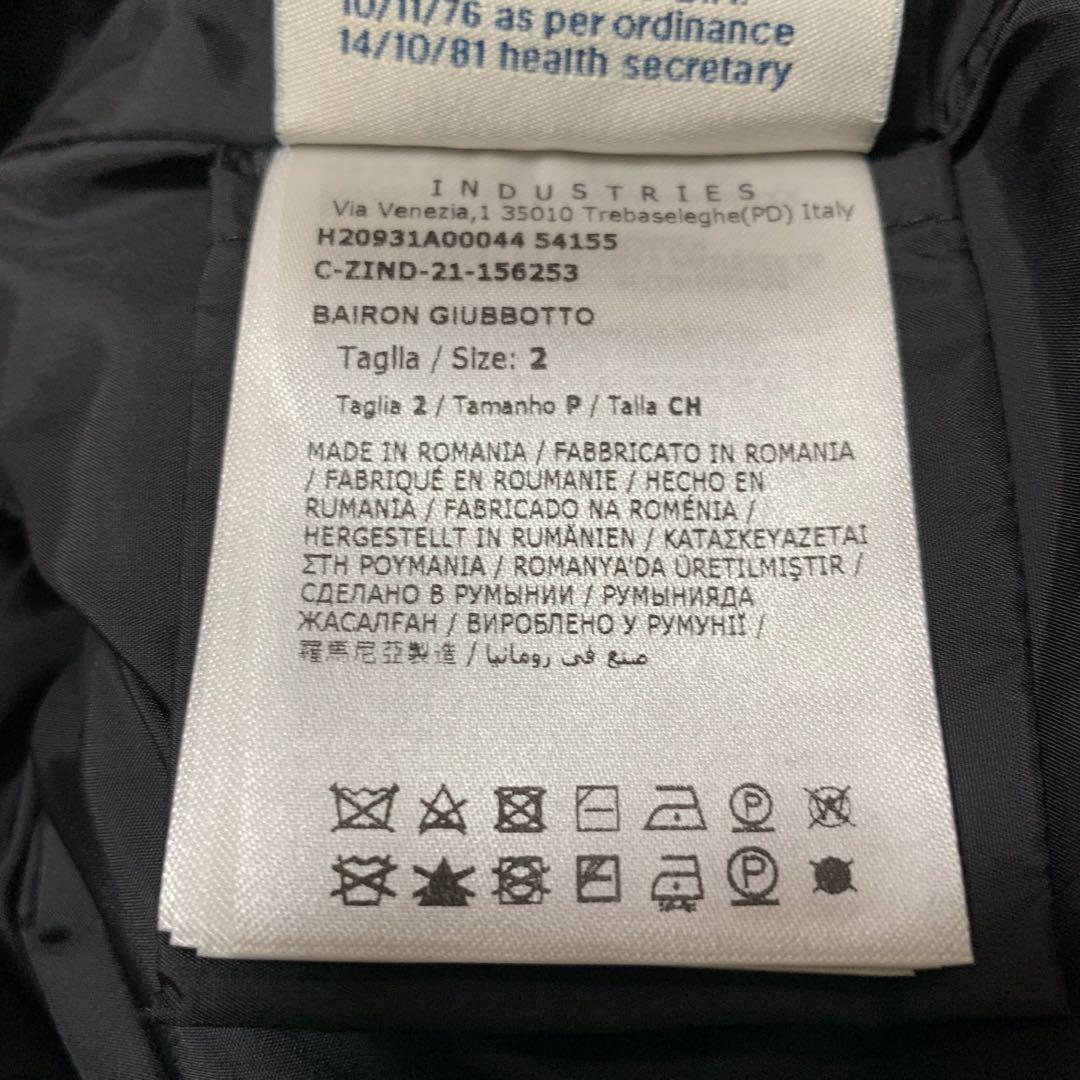 10/11/76 as per ordinance
14/10/81 health secretary
INDUSTRIES
Via Venezia,1 35010 Trebaseleghe(PD) Italy
H20931A00044 54155
C-ZIND-21-156253
BAIRON GIUBBOTTO
Taglia / Size: 2
Taglia 2 / Tamanho P / Talla CH
MADE IN ROMANIA / FABBRICATO IN ROMANIA
/ FABRIQUÉ EN ROUMANIE / HECHO EN
RUMANIA / FABRICADO NA ROMÉNIA /
HERGESTELLT IN RUMÄNIEN / ΚΑΤΑΣΚΕΥΑΖΕΤΑΙ
ΣΤΗ ΡΟΥΜΑΝΙΑ / ROMANYA'DA ÜRETILMIŞTIR /
СДЕЛАНО В РУМЫНИИ / РУМЫНИЯДА
ЖАСАЛҒАН / ВИРОБЛЕНО У РУМУНІЇ /
羅馬尼亞製造 / صنع في رومانيا
P
P